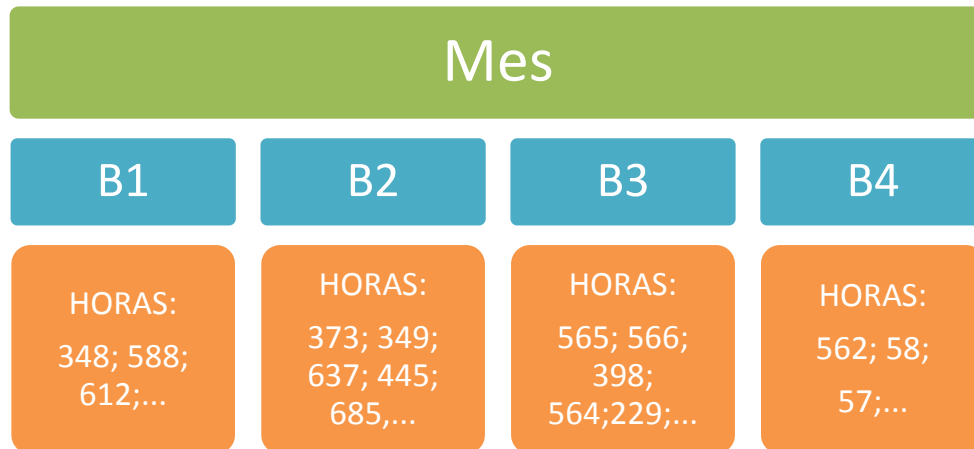 Mes
B1
B2
B3
B4
HORAS:
348; 588;
612;...
HORAS:
373; 349;
637; 445;
685,...
HORAS:
565; 566;
398;
564;229;...
HORAS:
562; 58;
57;...